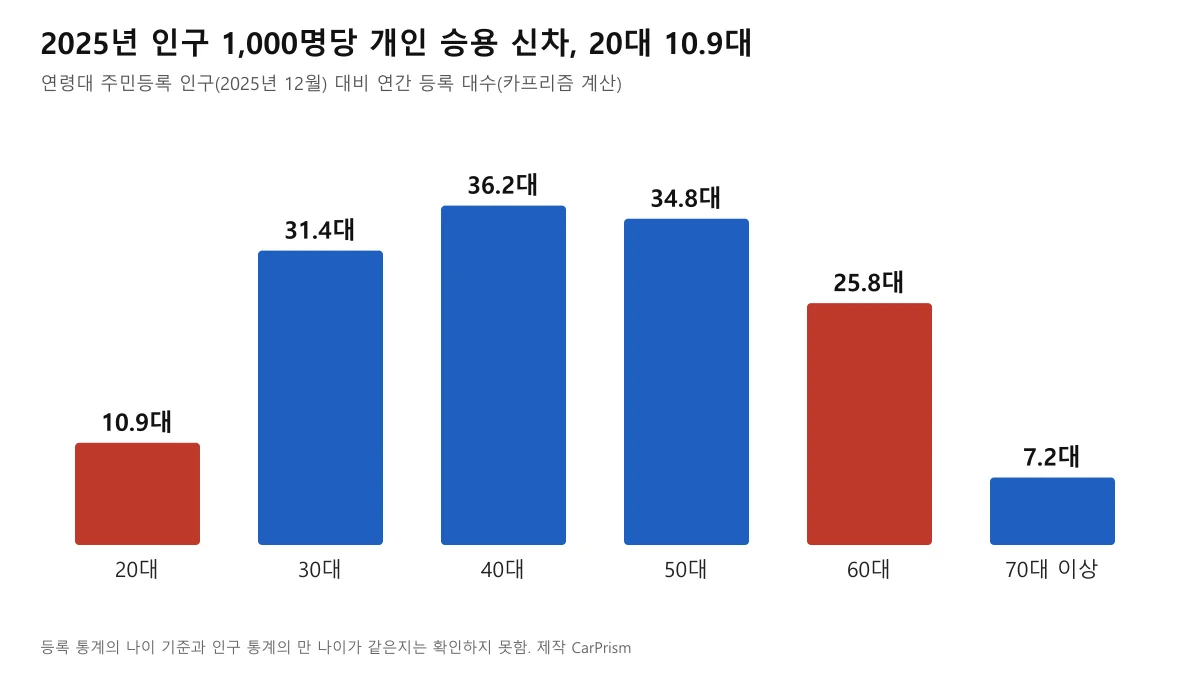 2025년 인구 1,000명당 개인 승용 신차, 20대 10.9대
연령대 주민등록 인구(2025년 12월) 대비 연간 등록 대수(카프리즘 계산)
36.2대
34.8대
31.4대
25.8대
10.9대
7.2대
20대 30대 40대 50대 60대 70대 이상
등록 통계의 나이 기준과 인구 통계의 만 나이가 같은지는 확인하지 못함. 제작 CarPrism